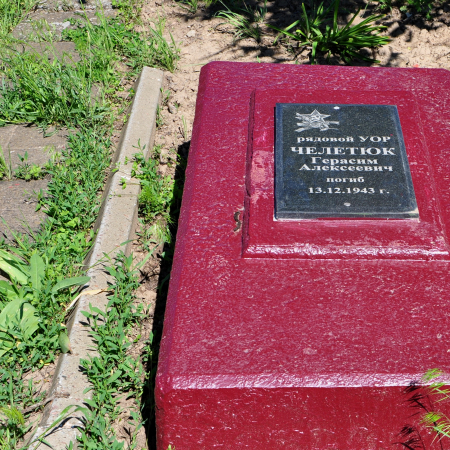 рядовой УОР
ЧЕЛЕТЮК
Герасим
Алексеевич
погиб
13.12.1943 г.